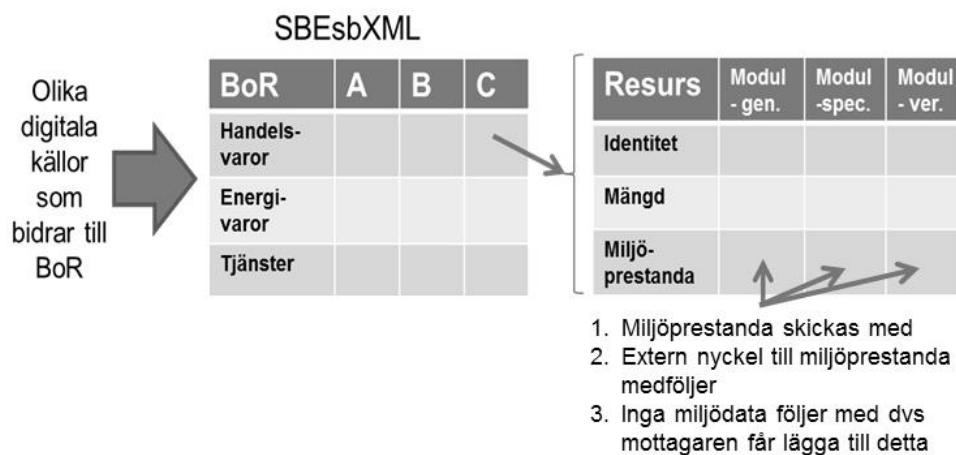 SBEsbXML
Olika
digitala
källor
som
bidrar till
BoR
BoR A B C
Handels-
varor
Energi-
varor
Tjänster
Resurs Modul Modul Modul
- gen. -spec. - ver.
Identitet
Mängd
Miljö-
prestanda
1. Miljöprestanda skickas med
2. Extern nyckel till miljöprestanda
medföljer
3. Inga miljödata följer med dvs
mottagaren får lägga till detta